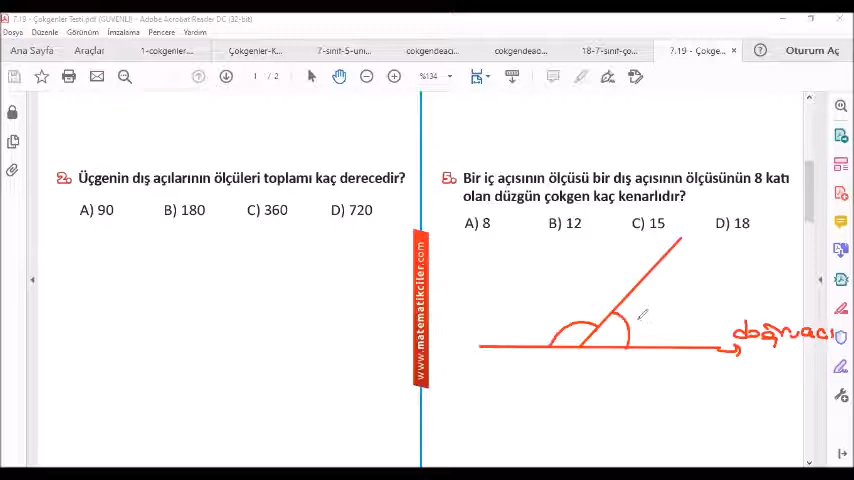 7.19 - Çokgenler Testi.pdf (GÜVENLİ) - Adobe Acrobat Reader DC (32-bit)
Dosya Düzenle Görünüm İmzalama Pencere Yardım
Ana Sayfa Araçlar 1-cokgenler... Çokgenler-K... 7-sinif-5-uni... cokgendeaci... cokgendeac... 18-7-sınıf-ço... 7.19 - Çokge... × Oturum Aç
1 / 2 %134
2. Üçgenin dış açılarının ölçüleri toplamı kaç derecedir?
A) 90 B) 180 C) 360 D) 720
www.matematikciler.com
5. Bir iç açısının ölçüsü bir dış açısının ölçüsünün 8 katı
olan düzgün çokgen kaç kenarlıdır?
A) 8 B) 12 C) 15 D) 18
doğru açı